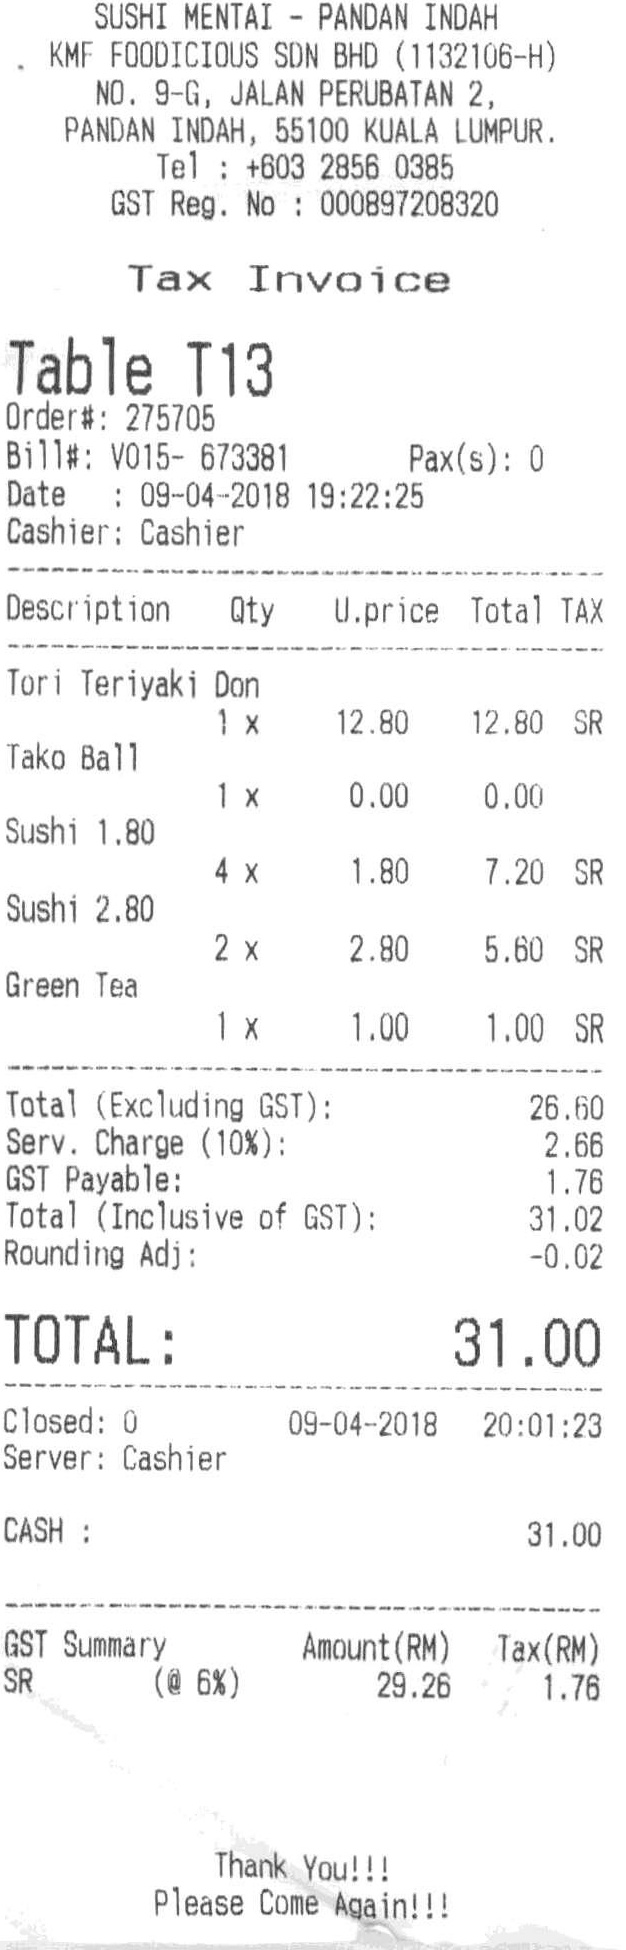 SUSHI MENTAI - PANDAN INDAH
KMF FOODICIOUS SDN BHD (1132106-H)
NO. 9-G, JALAN PERUBATAN 2,
PANDAN INDAH, 55100 KUALA LUMPUR.
Tel : +603 2856 0385
GST Reg. No : 000897208320
Tax Invoice
Table T13
Order#: 275705
Bill#: V015- 673381 Pax(s): 0
Date : 09-04-2018 19:22:25
Cashier: Cashier
Description Qty U.price Total TAX
Tori Teriyaki Don
1 x 12.80 12.80 SR
Tako Ball
1 x 0.00 0.00
Sushi 1.80
4 x 1.80 7.20 SR
Sushi 2.80
2 x 2.80 5.60 SR
Green Tea
1 x 1.00 1.00 SR
Total (Excluding GST): 26.60
Serv. Charge (10%): 2.66
GST Payable: 1.76
Total (Inclusive of GST): 31.02
Rounding Adj: -0.02
TOTAL: 31.00
Closed: 0 09-04-2018 20:01:23
Server: Cashier
CASH : 31.00
GST Summary Amount(RM) Tax(RM)
SR (@ 6%) 29.26 1.76
Thank You!!!
Please Come Again!!!